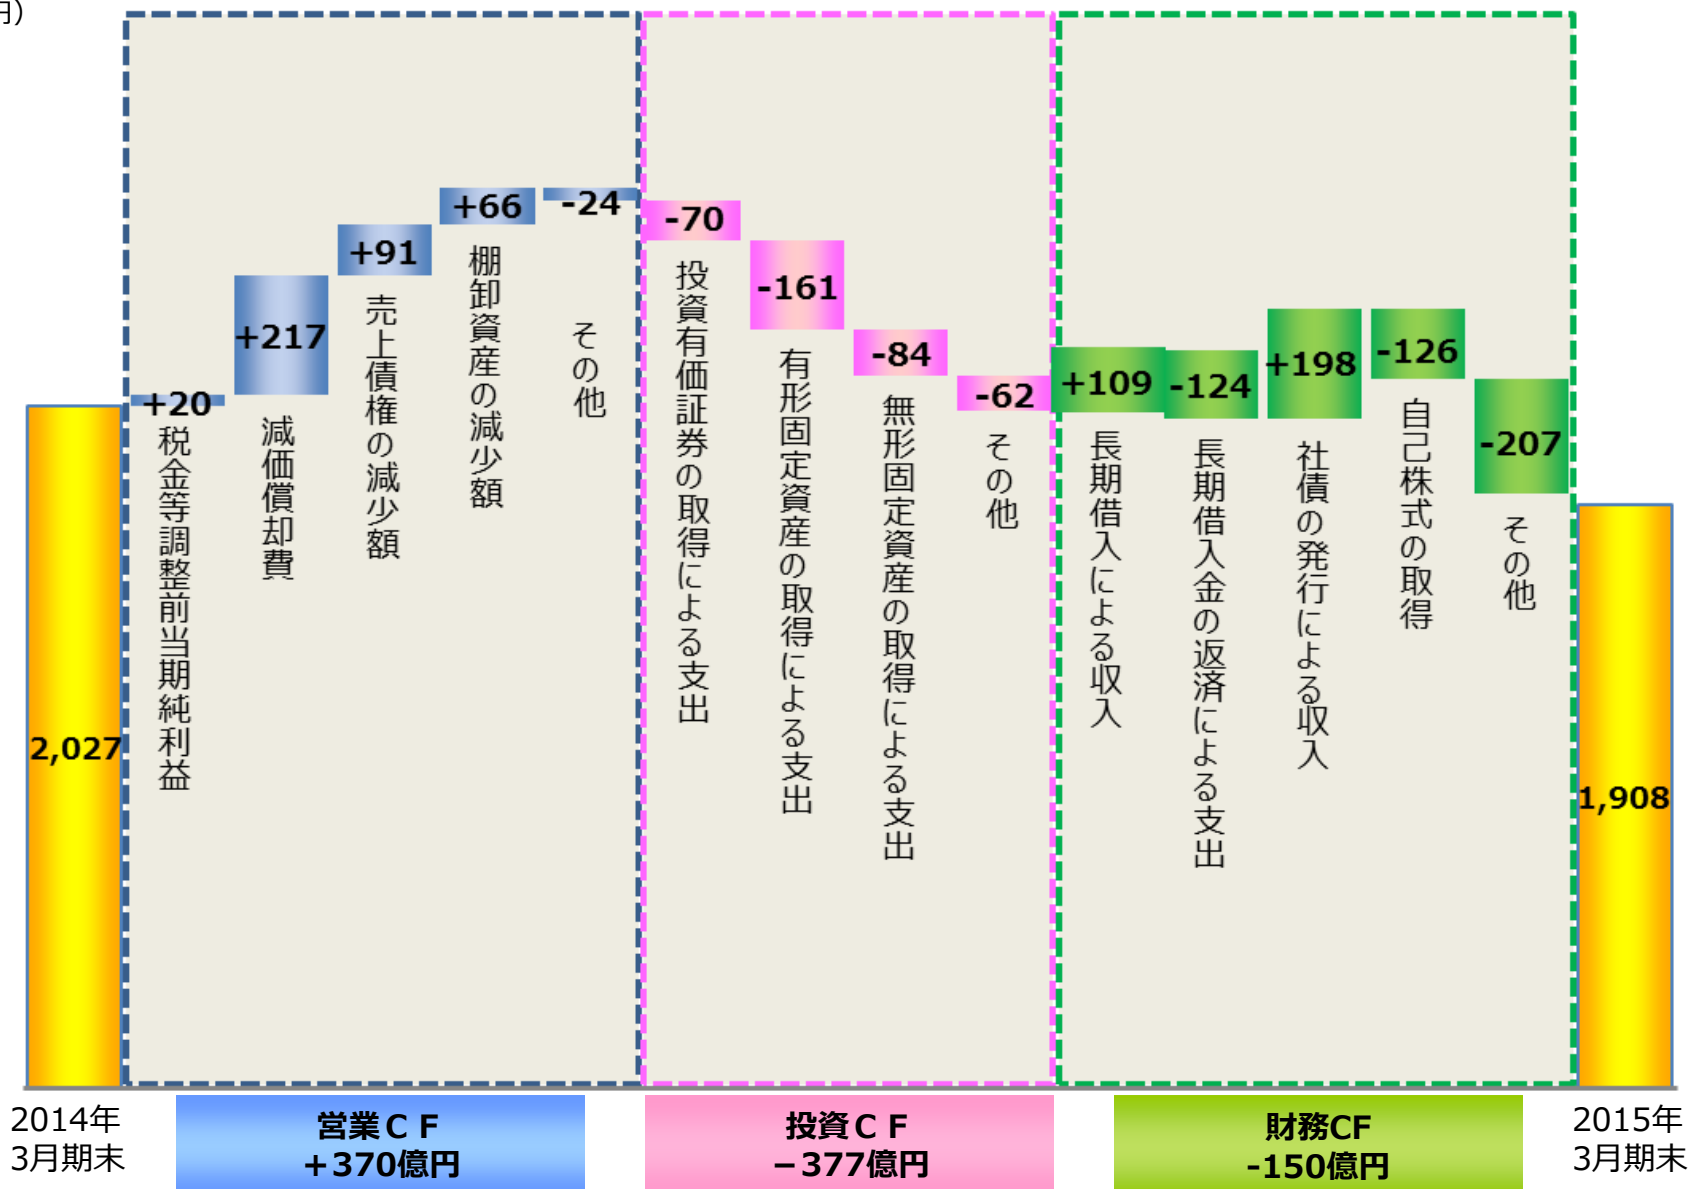 円)
2,027
+20
税金等調整前当期純利益
+217
減価償却費
+91
売上債権の減少額
+66
棚卸資産の減少額
-24
その他
-70
投資有価証券の取得による支出
-161
有形固定資産の取得による支出
-84
無形固定資産の取得による支出
-62
その他
+109
長期借入による収入
-124
長期借入金の返済による支出
+198
社債の発行による収入
-126
自己株式の取得
-207
その他
1,908
2014年
3月期末
営業ＣＦ
+370億円
投資ＣＦ
－377億円
財務CF
-150億円
2015年
3月期末